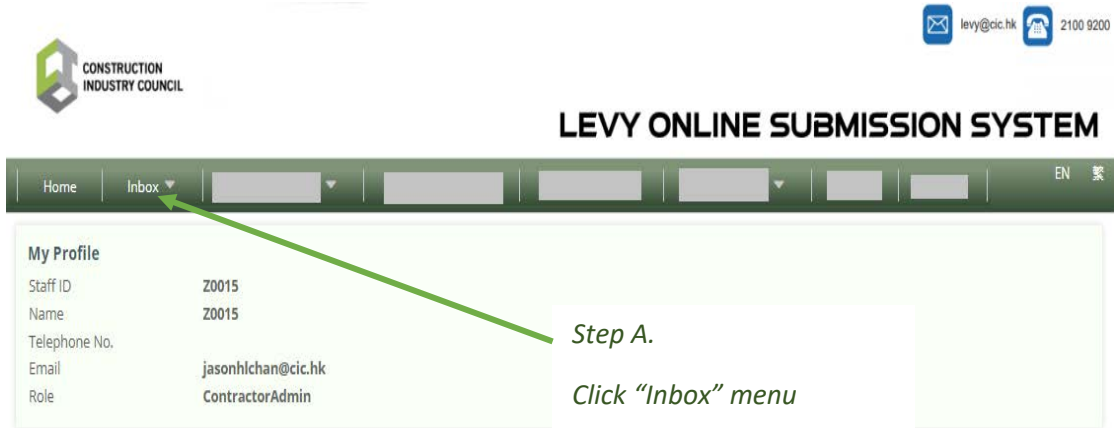 levy@cic.hk 2100 9200
CONSTRUCTION
INDUSTRY COUNCIL
LEVY ONLINE SUBMISSION SYSTEM
Home Inbox EN 繁
My Profile
Staff ID Z0015
Name Z0015
Telephone No.
Email jasonhlchan@cic.hk
Role ContractorAdmin
Step A.
Click “Inbox” menu